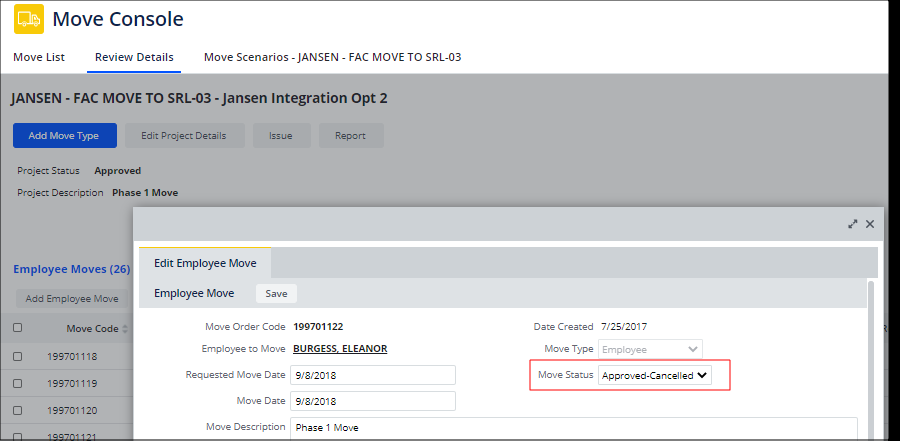 Move Console
Move List Review Details Move Scenarios - JANSEN - FAC MOVE TO SRL-03
JANSEN - FAC MOVE TO SRL-03 - Jansen Integration Opt 2
Add Move Type Edit Project Details Issue Report
Project Status Approved
Project Description Phase 1 Move
Employee Moves (26)
Add Employee Move
Move Code
199701118
199701119
199701120
199701121
Edit Employee Move
Employee Move Save
Move Order Code 199701122 Date Created 7/25/2017
Employee to Move BURGESS, ELEANOR Move Type Employee
Requested Move Date 9/8/2018 Move Status Approved-Cancelled
Move Date 9/8/2018
Move Description Phase 1 Move